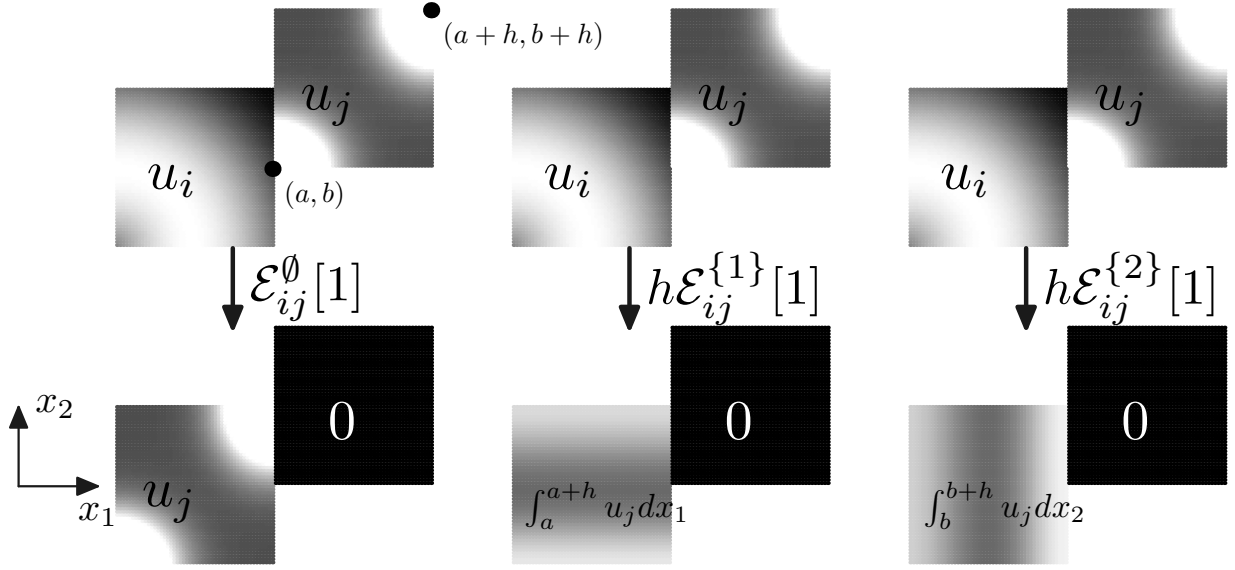 $u_j$ $(a+h, b+h)$ $u_j$ $u_j$
$u_i$ $(a,b)$ $u_i$ $u_i$
$\mathcal{E}_{ij}^{\emptyset}[1]$ $h\mathcal{E}_{ij}^{\{1\}}[1]$ $h\mathcal{E}_{ij}^{\{2\}}[1]$
$x_2$ 0 0 0
$x_1$ $u_j$ $\int_a^{a+h} u_j dx_1$ $\int_b^{b+h} u_j dx_2$